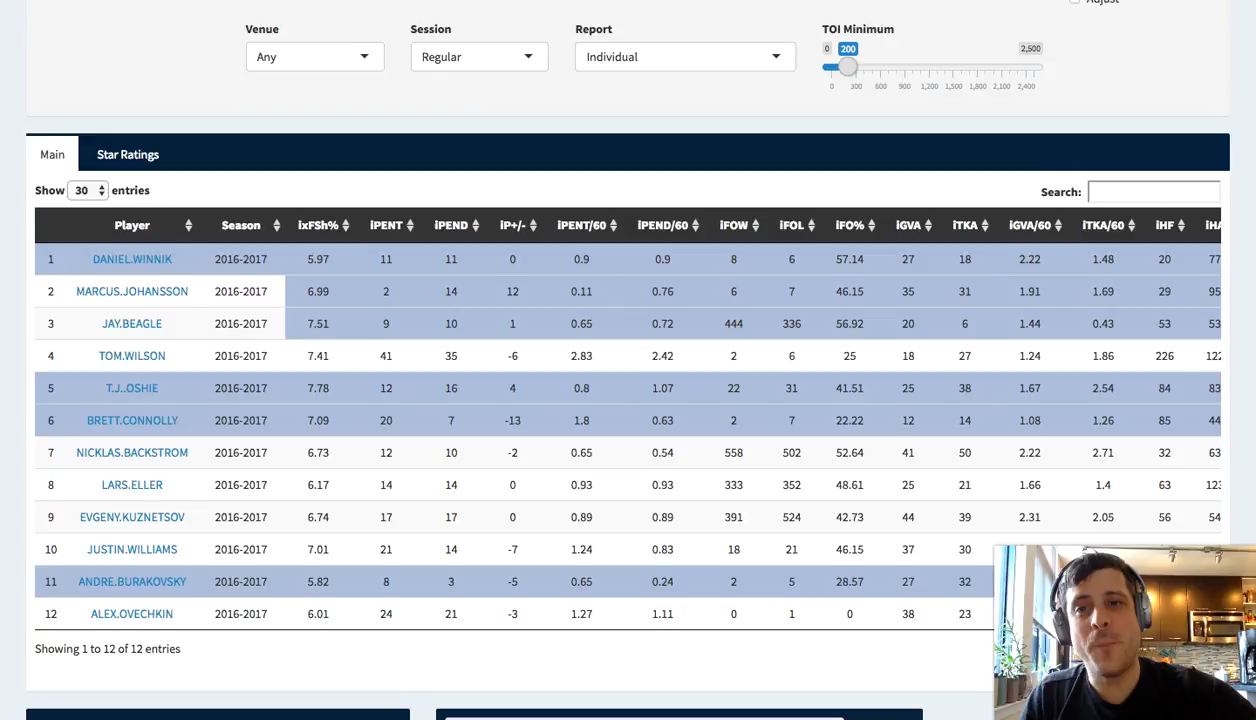 Adjust
Venue Session Report TOI Minimum
Any Regular Individual 0 200 2,500
0 300 600 900 1,200 1,500 1,800 2,100 2,400
Main Star Ratings
Show 30 entries Search:
Player Season ixFSh% iPENT iPEND iP+/- iPENT/60 iPEND/60 iFOW iFOL iFO% iGVA iTKA iGVA/60 iTKA/60 iHF iHA
1 DANIEL.WINNIK 2016-2017 5.97 11 11 0 0.9 0.9 8 6 57.14 27 18 2.22 1.48 20 77
2 MARCUS.JOHANSSON 2016-2017 6.99 2 14 12 0.11 0.76 6 7 46.15 35 31 1.91 1.69 29 95
3 JAY.BEAGLE 2016-2017 7.51 9 10 1 0.65 0.72 444 336 56.92 20 6 1.44 0.43 53 53
4 TOM.WILSON 2016-2017 7.41 41 35 -6 2.83 2.42 2 6 25 18 27 1.24 1.86 226 122
5 T.J..OSHIE 2016-2017 7.78 12 16 4 0.8 1.07 22 31 41.51 25 38 1.67 2.54 84 83
6 BRETT.CONNOLLY 2016-2017 7.09 20 7 -13 1.8 0.63 2 7 22.22 12 14 1.08 1.26 85 44
7 NICKLAS.BACKSTROM 2016-2017 6.73 12 10 -2 0.65 0.54 558 502 52.64 41 50 2.22 2.71 32 63
8 LARS.ELLER 2016-2017 6.17 14 14 0 0.93 0.93 333 352 48.61 25 21 1.66 1.4 63 123
9 EVGENY.KUZNETSOV 2016-2017 6.74 17 17 0 0.89 0.89 391 524 42.73 44 39 2.31 2.05 56 54
10 JUSTIN.WILLIAMS 2016-2017 7.01 21 14 -7 1.24 0.83 18 21 46.15 37 30
11 ANDRE.BURAKOVSKY 2016-2017 5.82 8 3 -5 0.65 0.24 2 5 28.57 27 32
12 ALEX.OVECHKIN 2016-2017 6.01 24 21 -3 1.27 1.11 0 1 0 38 23
Showing 1 to 12 of 12 entries